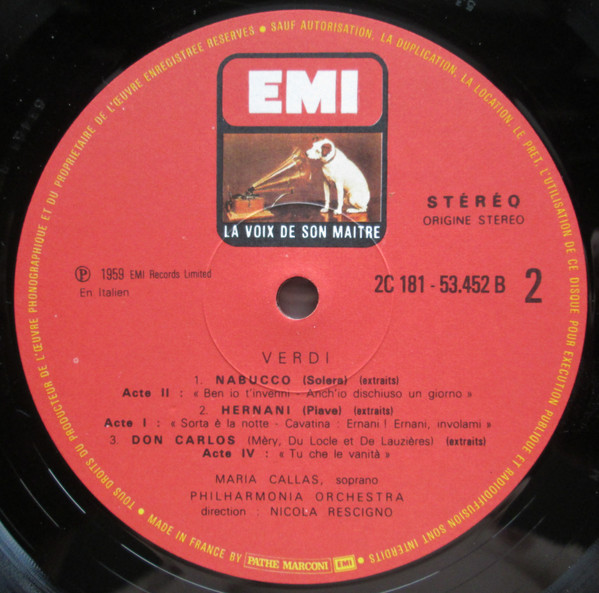 TOUS DROITS DU PRODUCTEUR DE L'ŒUVRE PHONOGRAPHIQUE ET DU PROPRIETAIRE DE L'ŒUVRE ENREGISTREE RESERVES • SAUF AUTORISATION, LA DUPLICATION, LA LOCATION, LE PRET, L'UTILISATION DE CE DISQUE POUR EXECUTION PUBLIQUE ET RADIODIFFUSION SONT INTERDITS •
EMI
LA VOIX DE SON MAITRE
STÉRÉO
ORIGINE STEREO
Ⓟ 1959 EMI Records Limited
En Italien
2C 181 - 53.452 B 2
VERDI
1. NABUCCO (Solera) (extraits)
Acte II : « Ben io t'invenni - Anch'io dischiuso un giorno »
2. HERNANI (Piave) (extraits)
Acte I : « Sorta è la notte - Cavatina : Ernani ! Ernani, involami »
3. DON CARLOS (Méry, Du Locle et De Lauzières) (extraits)
Acte IV : « Tu che le vanità »
MARIA CALLAS, soprano
PHILHARMONIA ORCHESTRA
direction : NICOLA RESCIGNO
MADE IN FRANCE BY PATHE MARCONI EMI